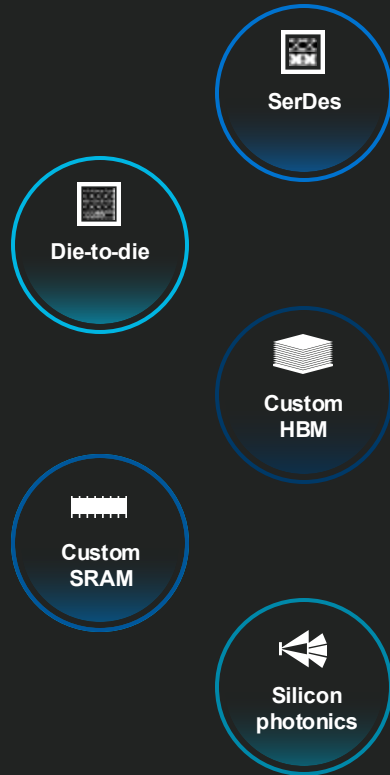 SerDes
Die-to-die
Custom
HBM
Custom
SRAM
Silicon
photonics